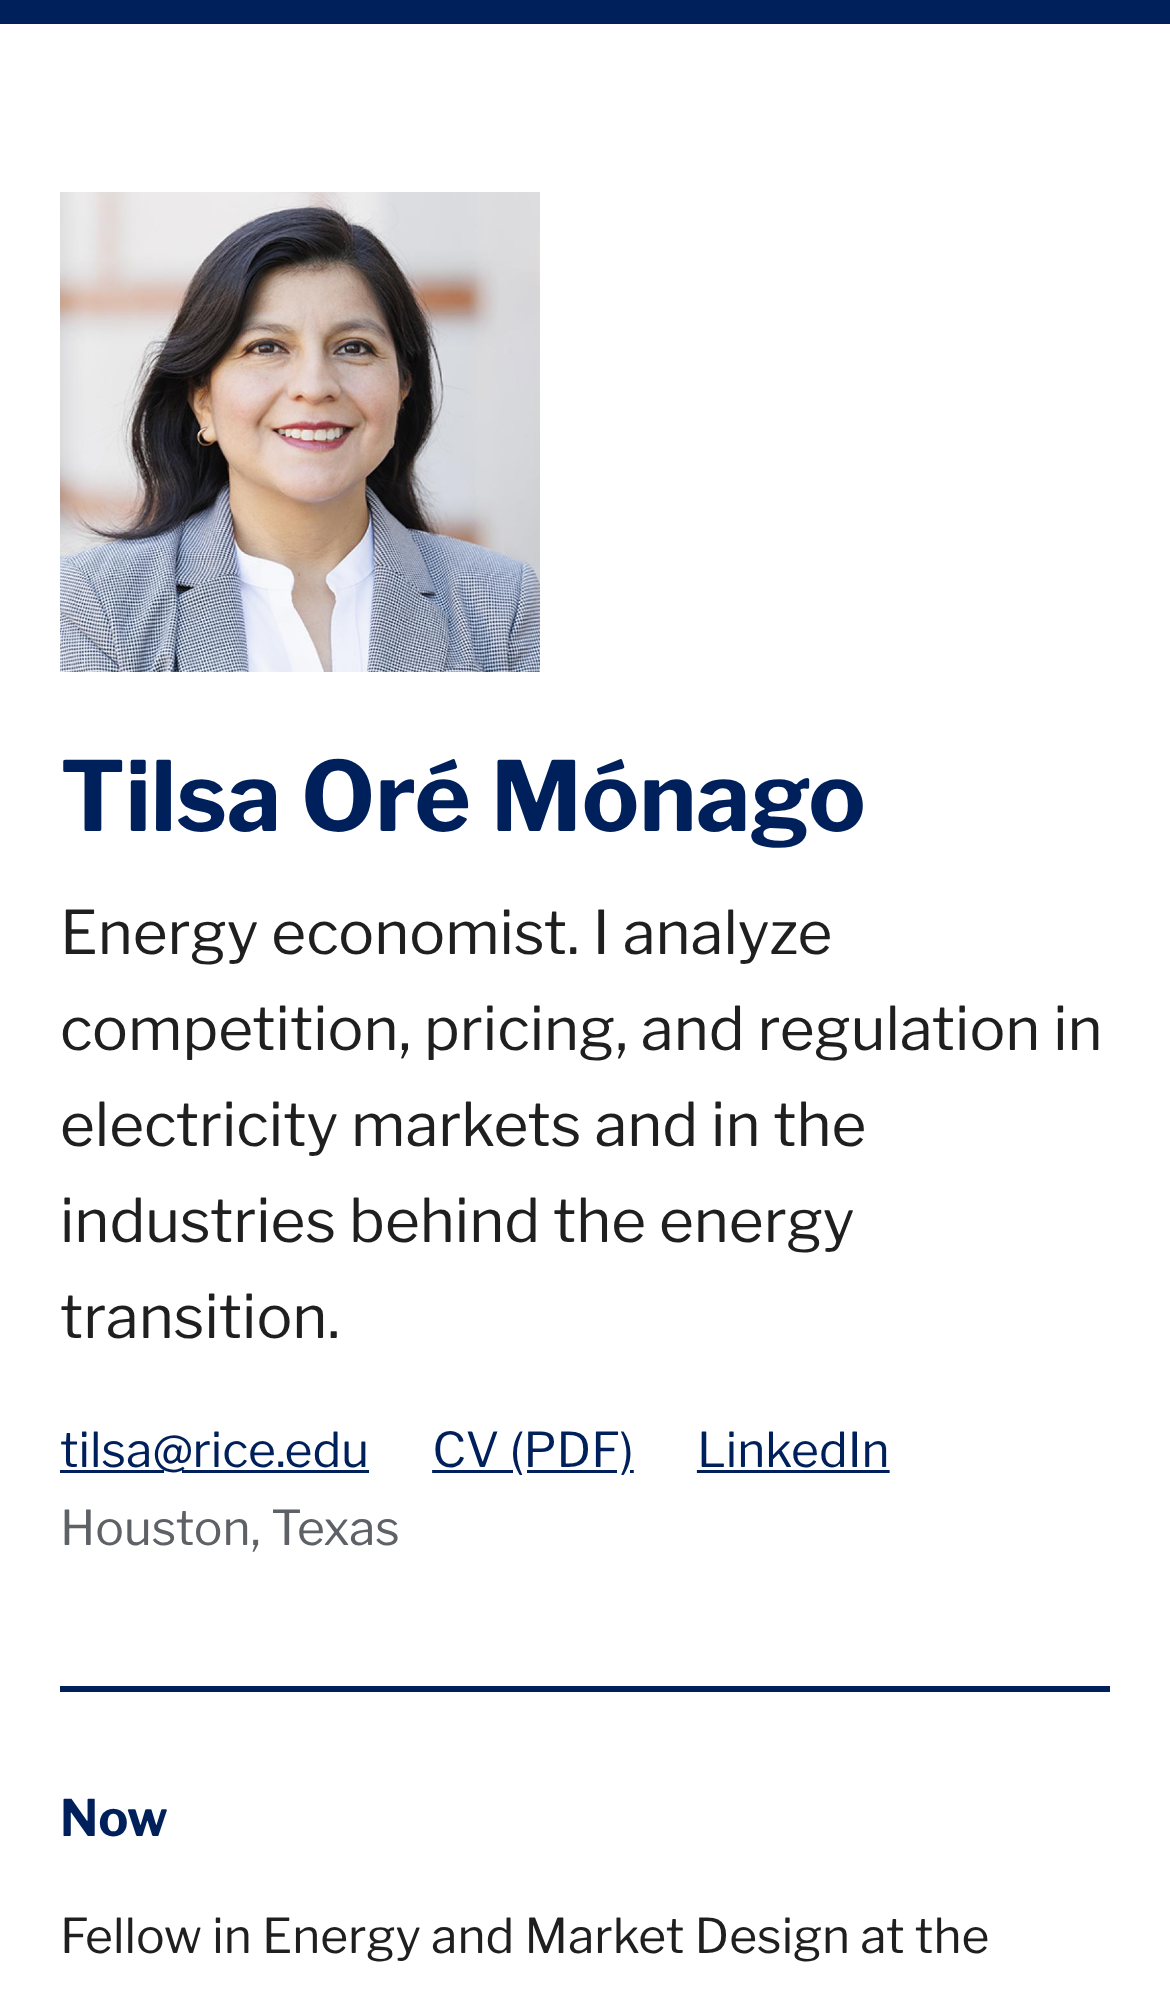 Tilsa Oré Mónago
Energy economist. I analyze
competition, pricing, and regulation in
electricity markets and in the
industries behind the energy
transition.
tilsa@rice.edu CV (PDF) LinkedIn
Houston, Texas
Now
Fellow in Energy and Market Design at the